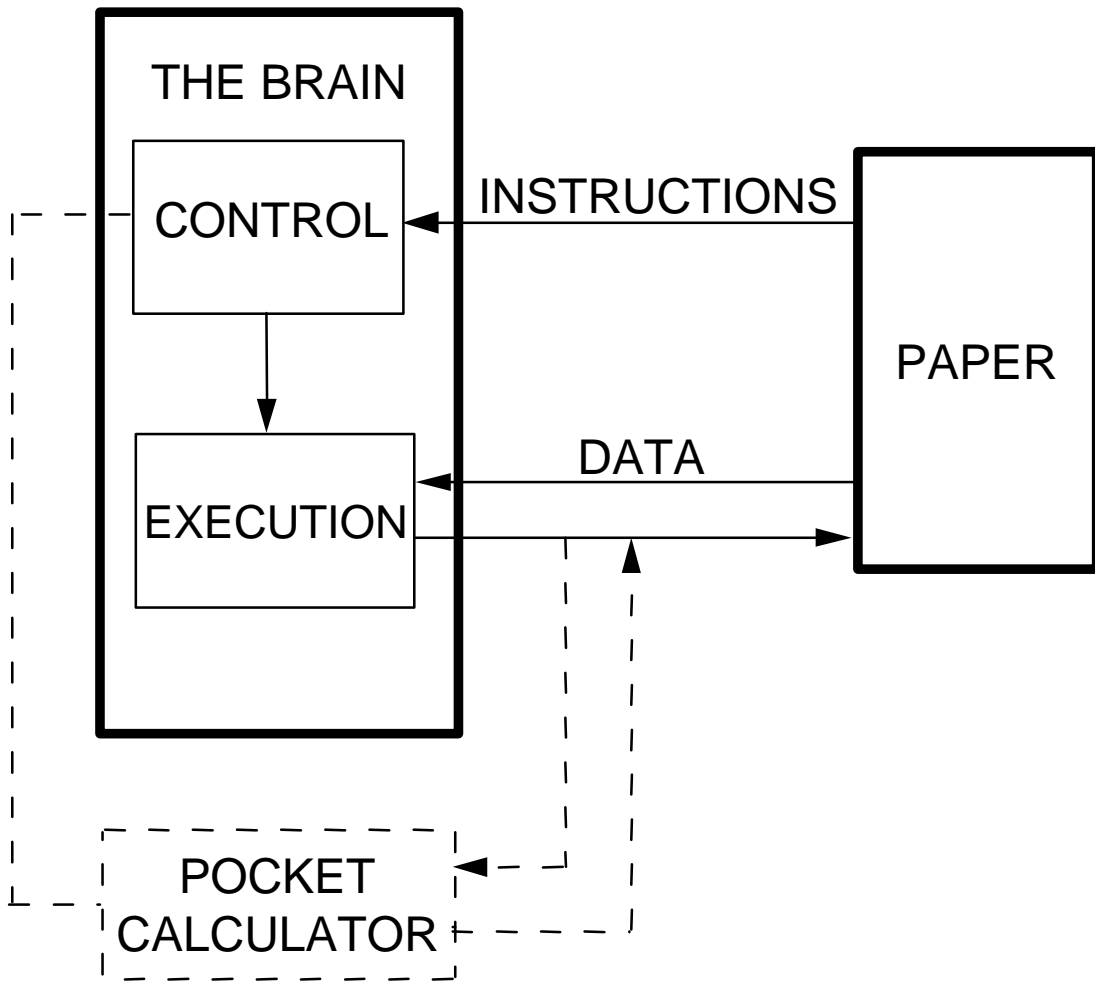 THE BRAIN
CONTROL
INSTRUCTIONS
PAPER
DATA
EXECUTION
POCKET
CALCULATOR